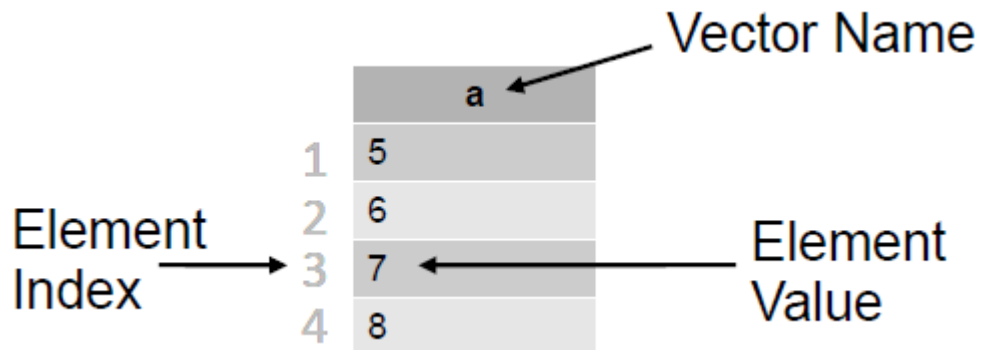 Vector Name
a
1 5
2 6
Element
Index
3 7
Element
Value
4 8